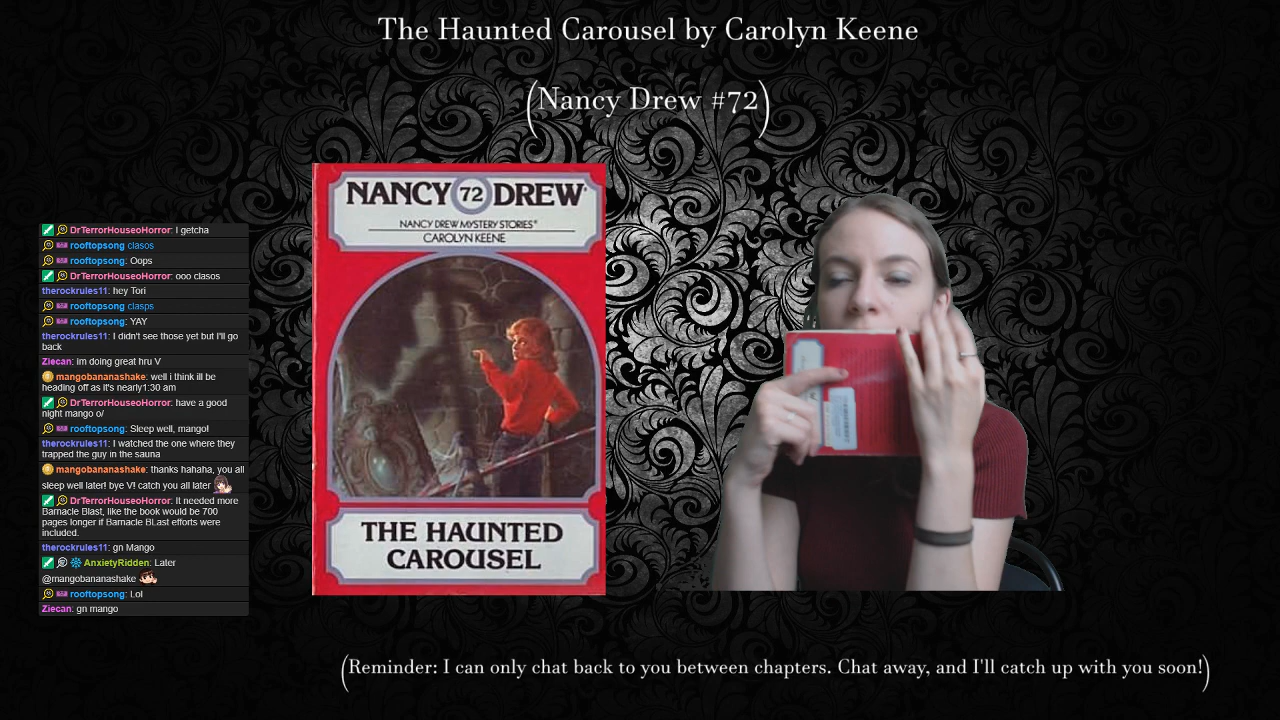 The Haunted Carousel by Carolyn Keene
(Nancy Drew #72)
DrTerrorHouseoHorror: I getcha
rooftopsong clasos
rooftopsong: Oops
DrTerrorHouseoHorror: ooo clasos
therockrules11: hey Tori
rooftopsong clasps
rooftopsong: YAY
therockrules11: I didn't see those yet but I'll go
back
Ziecan: im doing great hru V
mangobananashake: well i think ill be
heading off as it's nearly1:30 am
DrTerrorHouseoHorror: have a good
night mango o/
rooftopsong: Sleep well, mango!
therockrules11: I watched the one where they
trapped the guy in the sauna
mangobananashake: thanks hahaha, you all
sleep well later! bye V! catch you all later
DrTerrorHouseoHorror: It needed more
Barnacle Blast, like the book would be 700
pages longer if Barnacle BLast efforts were
included.
therockrules11: gn Mango
AnxietyRidden: Later
@mangobananashake
rooftopsong: Lol
Ziecan: gn mango
NANCY 72 DREW
NANCY DREW MYSTERY STORIES®
CAROLYN KEENE
THE HAUNTED
CAROUSEL
(Reminder: I can only chat back to you between chapters. Chat away, and I'll catch up with you soon!)